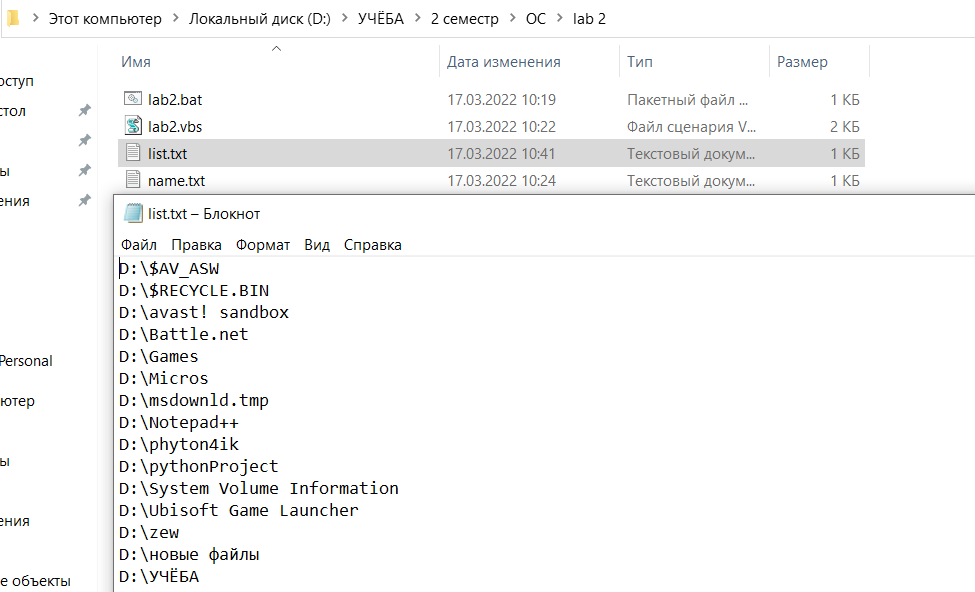 Этот компьютер > Локальный диск (D:) > УЧЁБА > 2 семестр > ОС > lab 2
Имя Дата изменения Тип Размер
оступ
стол
ы
ения
Personal
ютер
ы
ения
е объекты
lab2.bat 17.03.2022 10:19 Пакетный файл ... 1 КБ
lab2.vbs 17.03.2022 10:22 Файл сценария V... 2 КБ
list.txt 17.03.2022 10:41 Текстовый докум... 1 КБ
name.txt 17.03.2022 10:24 Текстовый докум... 1 КБ
list.txt – Блокнот
Файл Правка Формат Вид Справка
D:\$AV_ASW
D:\$RECYCLE.BIN
D:\avast! sandbox
D:\Battle.net
D:\Games
D:\Micros
D:\msdownld.tmp
D:\Notepad++
D:\phyton4ik
D:\pythonProject
D:\System Volume Information
D:\Ubisoft Game Launcher
D:\zew
D:\новые файлы
D:\УЧЁБА